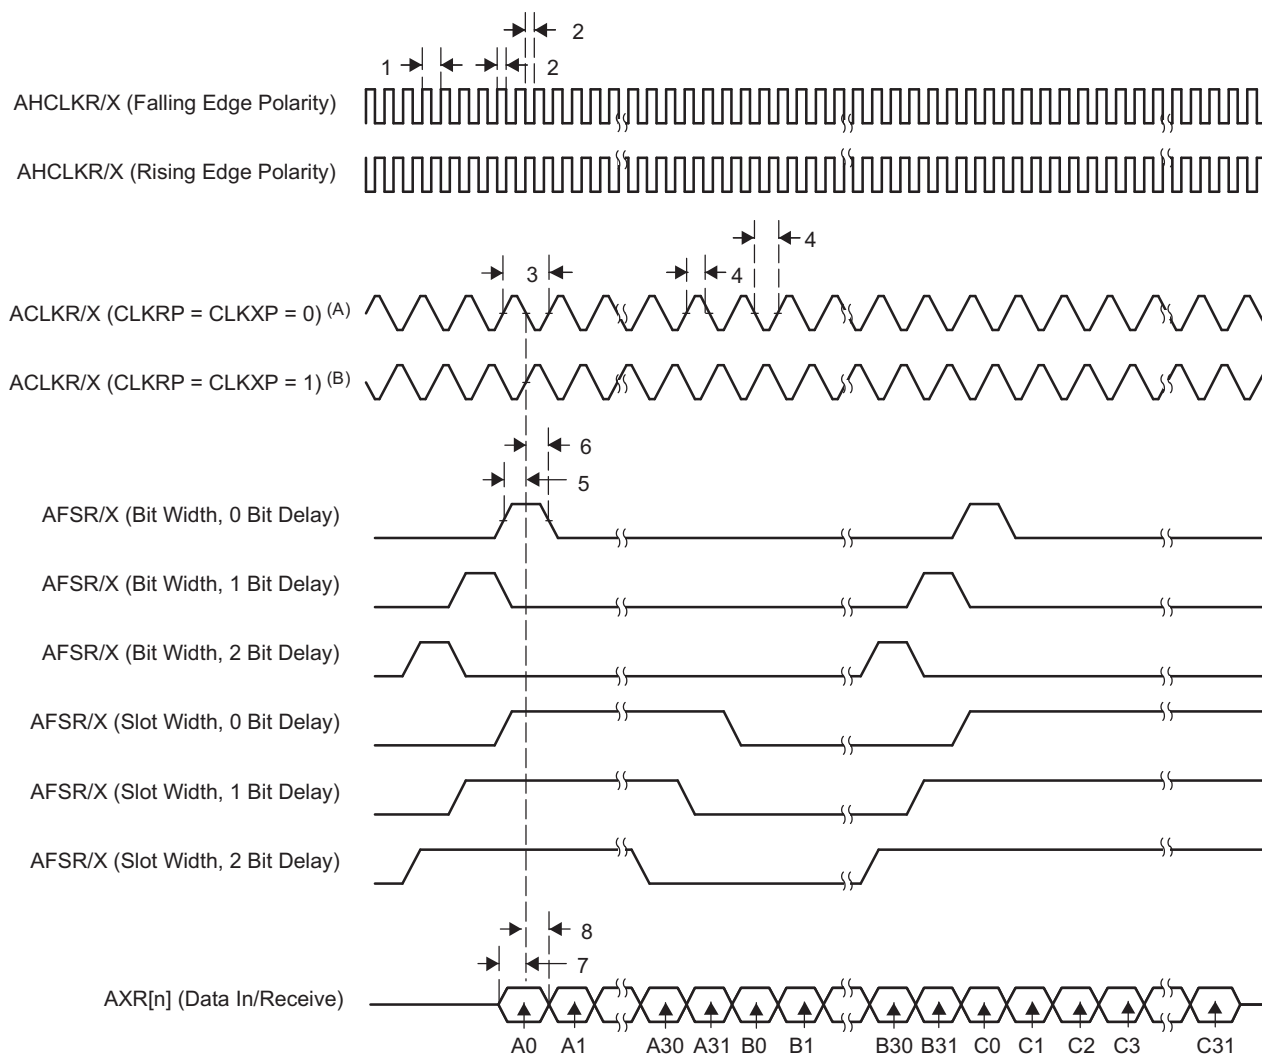 2
1 2
AHCLKR/X (Falling Edge Polarity)
AHCLKR/X (Rising Edge Polarity)
4
3 4
ACLKR/X (CLKRP = CLKXP = 0) (A)
ACLKR/X (CLKRP = CLKXP = 1) (B)
6
5
AFSR/X (Bit Width, 0 Bit Delay)
AFSR/X (Bit Width, 1 Bit Delay)
AFSR/X (Bit Width, 2 Bit Delay)
AFSR/X (Slot Width, 0 Bit Delay)
AFSR/X (Slot Width, 1 Bit Delay)
AFSR/X (Slot Width, 2 Bit Delay)
8
7
AXR[n] (Data In/Receive)
A0 A1 A30 A31 B0 B1 B30 B31 C0 C1 C2 C3 C31